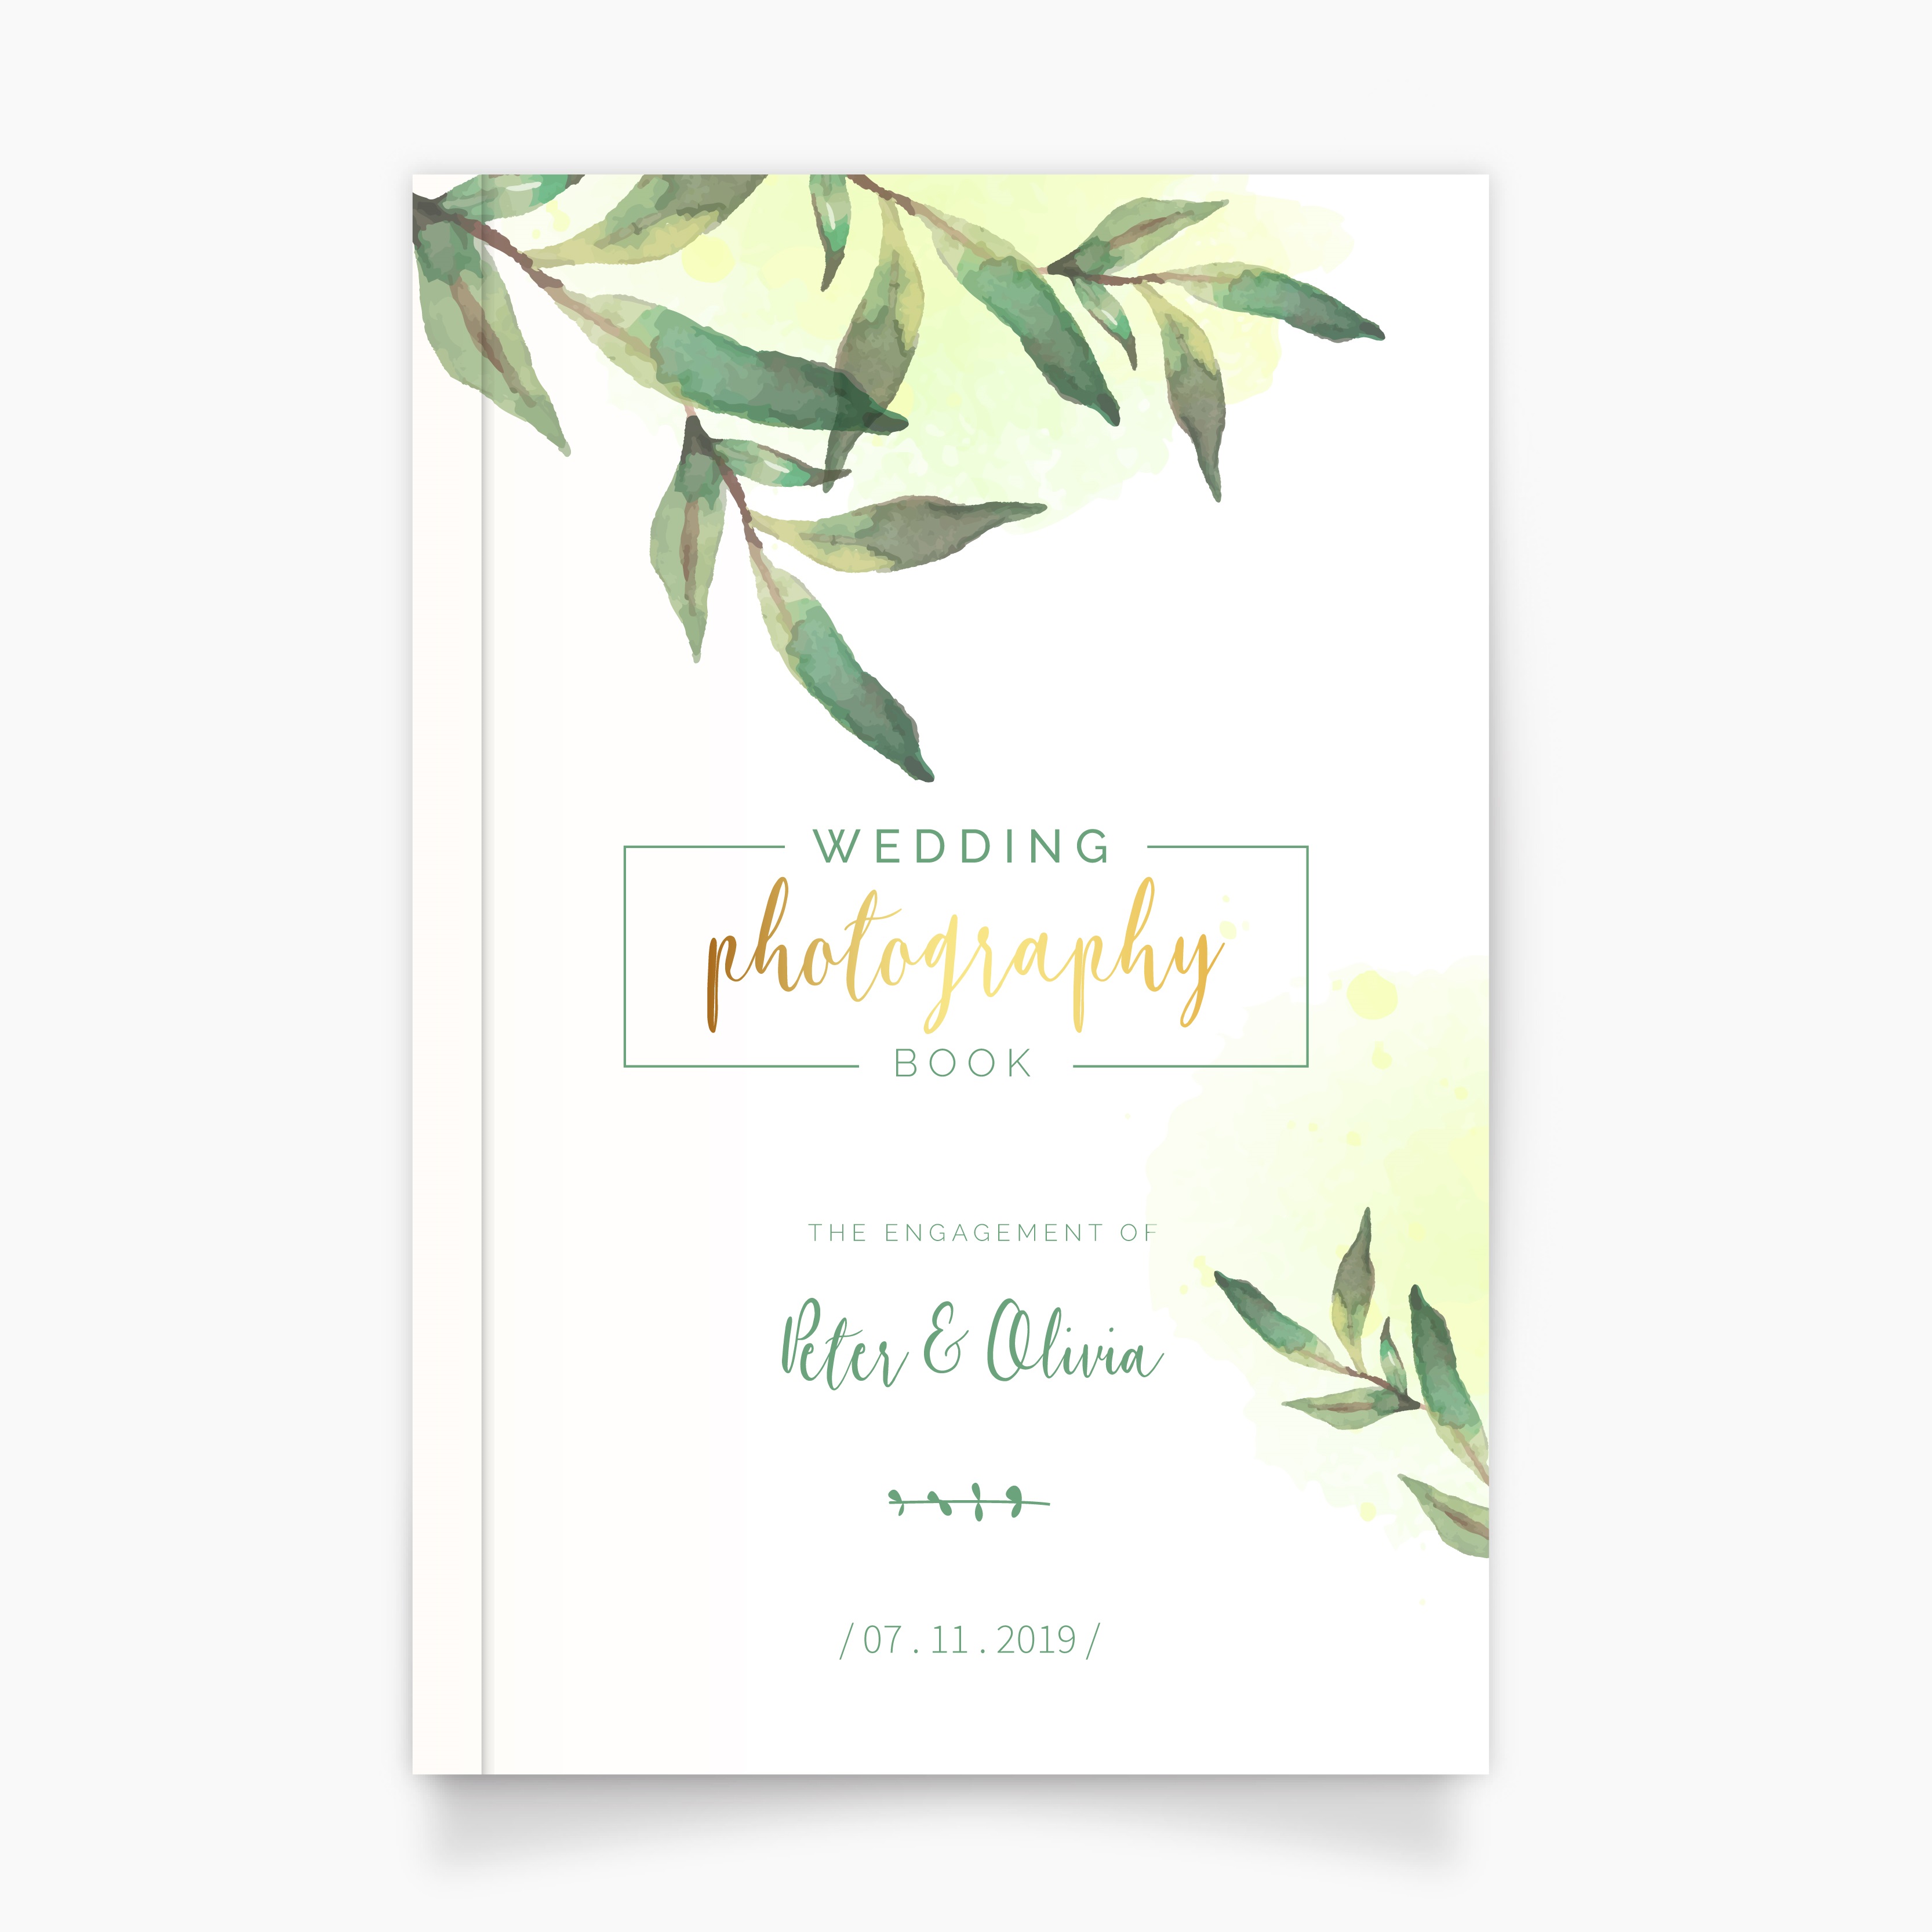 WEDDING
photography
BOOK
THE ENGAGEMENT OF
Peter & Olivia
/ 07 . 11 . 2019 /